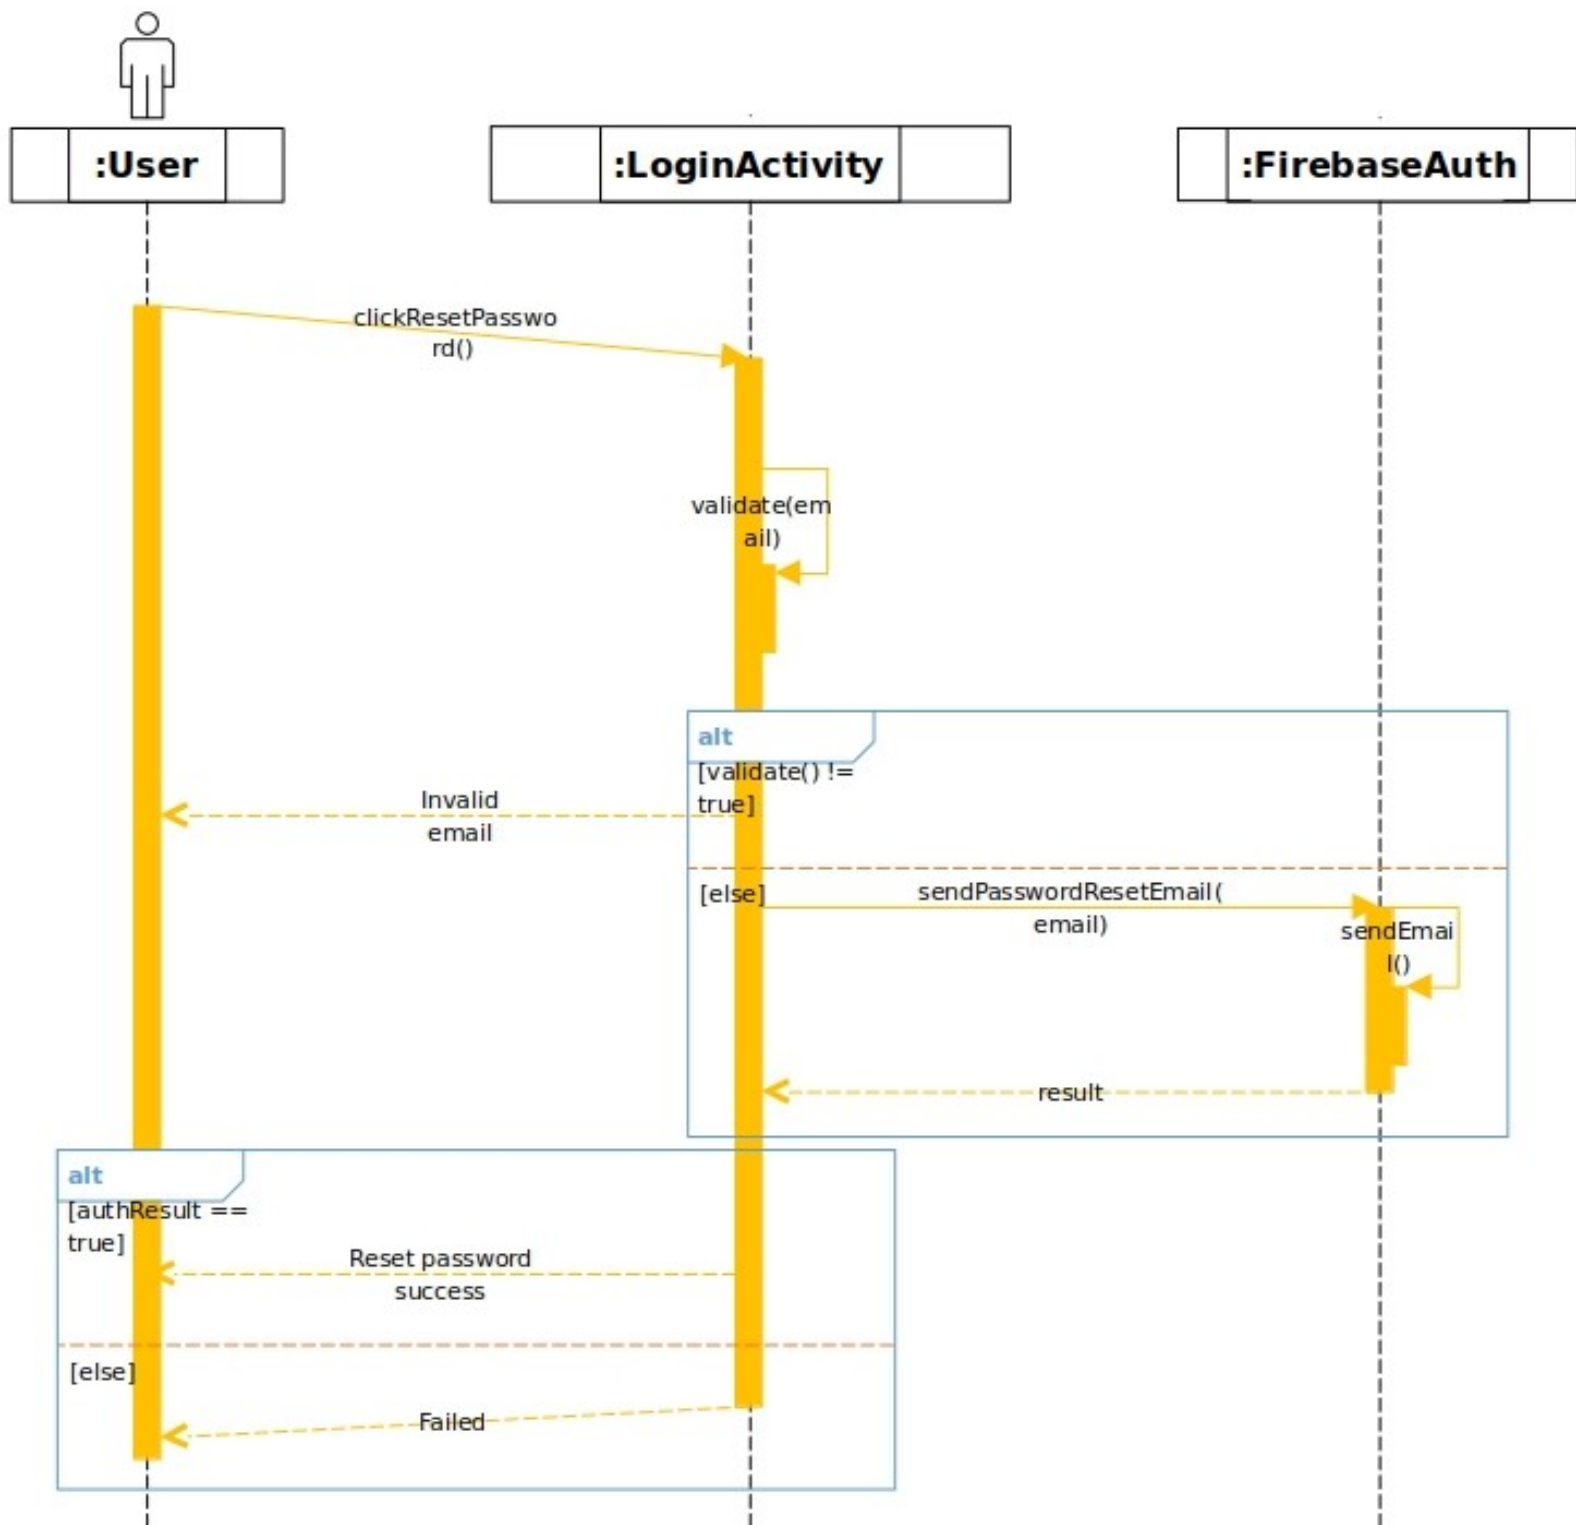 :User
:LoginActivity
:FirebaseAuth
clickResetPasswo
rd()
validate(em
ail)
alt
[validate() !=
true]
Invalid
email
[else]
sendPasswordResetEmail(
email)
sendEmai
l()
result
alt
[authResult ==
true]
Reset password
success
[else]
Failed